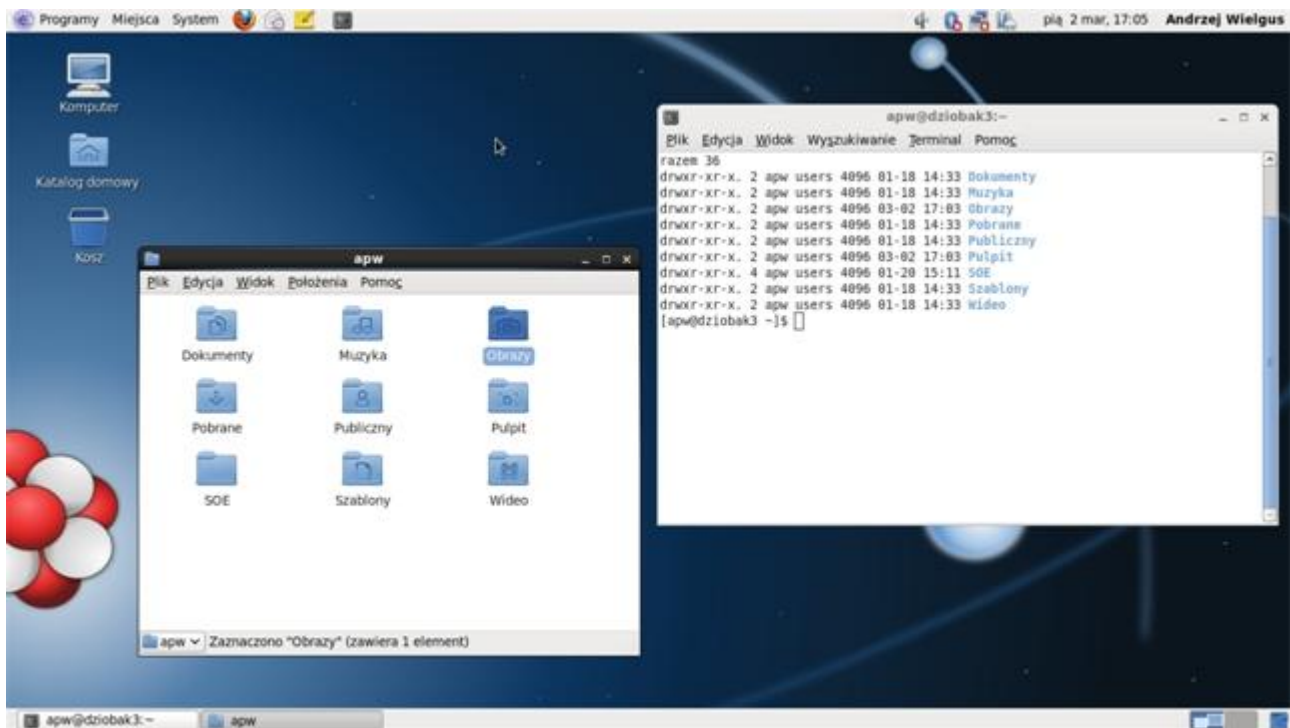 Programy Miejsca System pią 2 mar, 17:05 Andrzej Wielgus
Komputer
Katalog domowy
Kosz
apw
Plik Edycja Widok Położenia Pomoc
Dokumenty Muzyka Obrazy
Pobrane Publiczny Pulpit
SOE Szablony Wideo
apw Zaznaczono "Obrazy" (zawiera 1 element)
apw@dziobak3:~
Plik Edycja Widok Wyszukiwanie Terminal Pomoc
razem 36
drwxr-xr-x. 2 apw users 4096 01-18 14:33 Dokumenty
drwxr-xr-x. 2 apw users 4096 01-18 14:33 Muzyka
drwxr-xr-x. 2 apw users 4096 03-02 17:03 Obrazy
drwxr-xr-x. 2 apw users 4096 01-18 14:33 Pobrane
drwxr-xr-x. 2 apw users 4096 01-18 14:33 Publiczny
drwxr-xr-x. 2 apw users 4096 03-02 17:03 Pulpit
drwxr-xr-x. 4 apw users 4096 01-20 15:11 SOE
drwxr-xr-x. 2 apw users 4096 01-18 14:33 Szablony
drwxr-xr-x. 2 apw users 4096 01-18 14:33 Wideo
[apw@dziobak3 ~]$
apw@dziobak3:~ apw